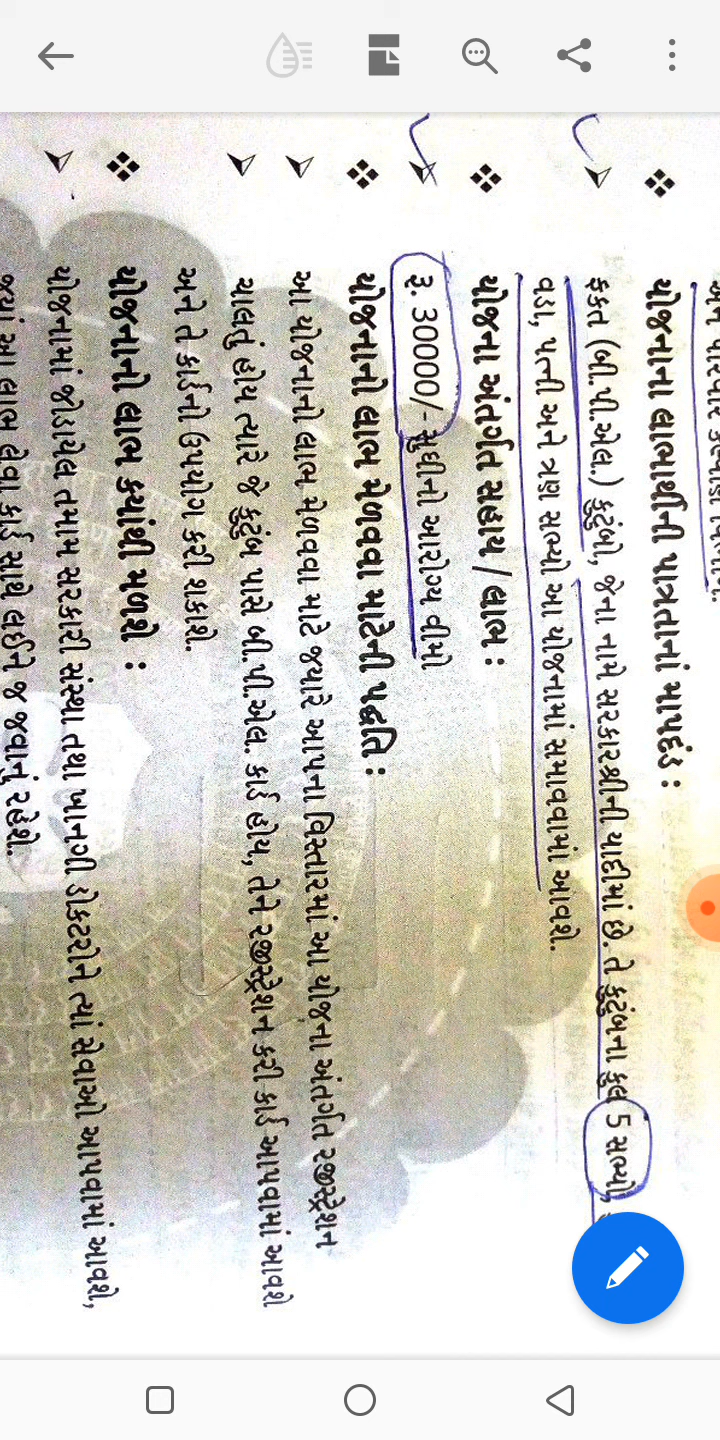 યોજનાના લાભાર્થીની પાત્રતાનાં માપદંડ :
ફક્ત (બી.પી.એલ.) કુટુંબો, જેના નામે સરકારશ્રીની યાદીમાં છે. તે કુટુંબના કુલ 5 સભ્યો,
વડા, પત્ની અને ત્રણ સભ્યો આ યોજનામાં સમાવવામાં આવશે.
યોજના અંતર્ગત સહાય / લાભ :
રૂ. 30000/- સુધીનો આરોગ્ય વીમો
યોજનાનો લાભ મેળવવા માટેની પદ્ધતિ :
આ યોજનાનો લાભ મેળવવા માટે જ્યારે આપના વિસ્તારમાં આ યોજના અંતર્ગત રજીસ્ટ્રેશન
ચાલતું હોય ત્યારે જે કુટુંબ પાસે બી.પી.એલ. કાર્ડ હોય, તેને રજીસ્ટ્રેશન કરી કાર્ડ આપવામાં આવશે
અને તે કાર્ડનો ઉપયોગ કરી શકાશે.
યોજનાનો લાભ ક્યાંથી મળશે :
યોજનામાં જોડાયેલ તમામ સરકારી સંસ્થા તથા ખાનગી ડોક્ટરોને ત્યાં સેવાઓ આપવામાં આવશે,
જ્યાં આ લાભ લેવા કાર્ડ સાથે લઈને જ જવાનું રહેશે.